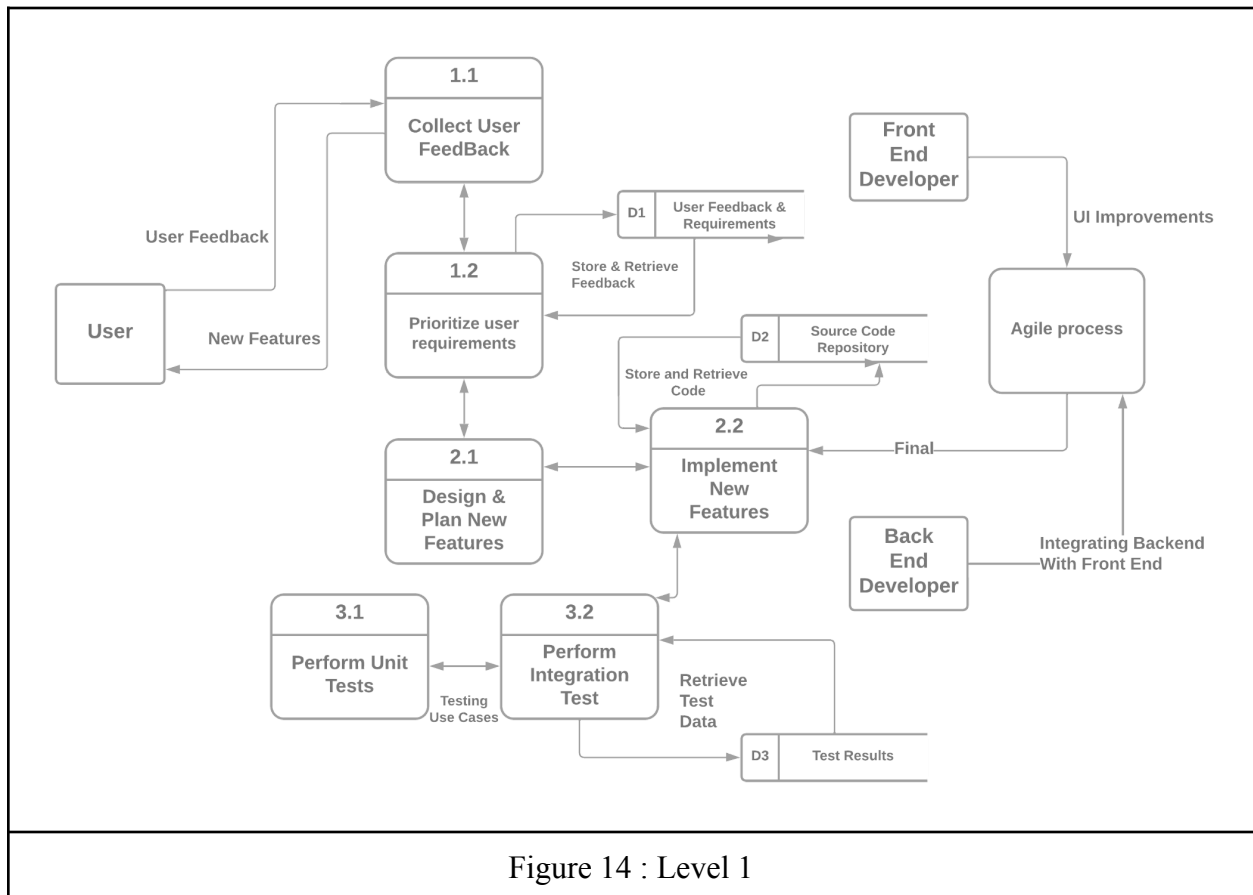 1.1
Collect User
FeedBack
Front
End
Developer
D1
User Feedback &
Requirements
UI Improvements
User Feedback
1.2
Store & Retrieve
Feedback
Prioritize user
requirements
User
New Features
Agile process
D2
Source Code
Repository
Store and Retrieve
Code
2.2
Implement
New
Features
Final
2.1
Design &
Plan New
Features
Back
End
Developer
Integrating Backend
With Front End
3.1
Perform Unit
Tests
3.2
Perform
Integration
Test
Testing
Use Cases
Retrieve
Test
Data
D3
Test Results
Figure 14 : Level 1